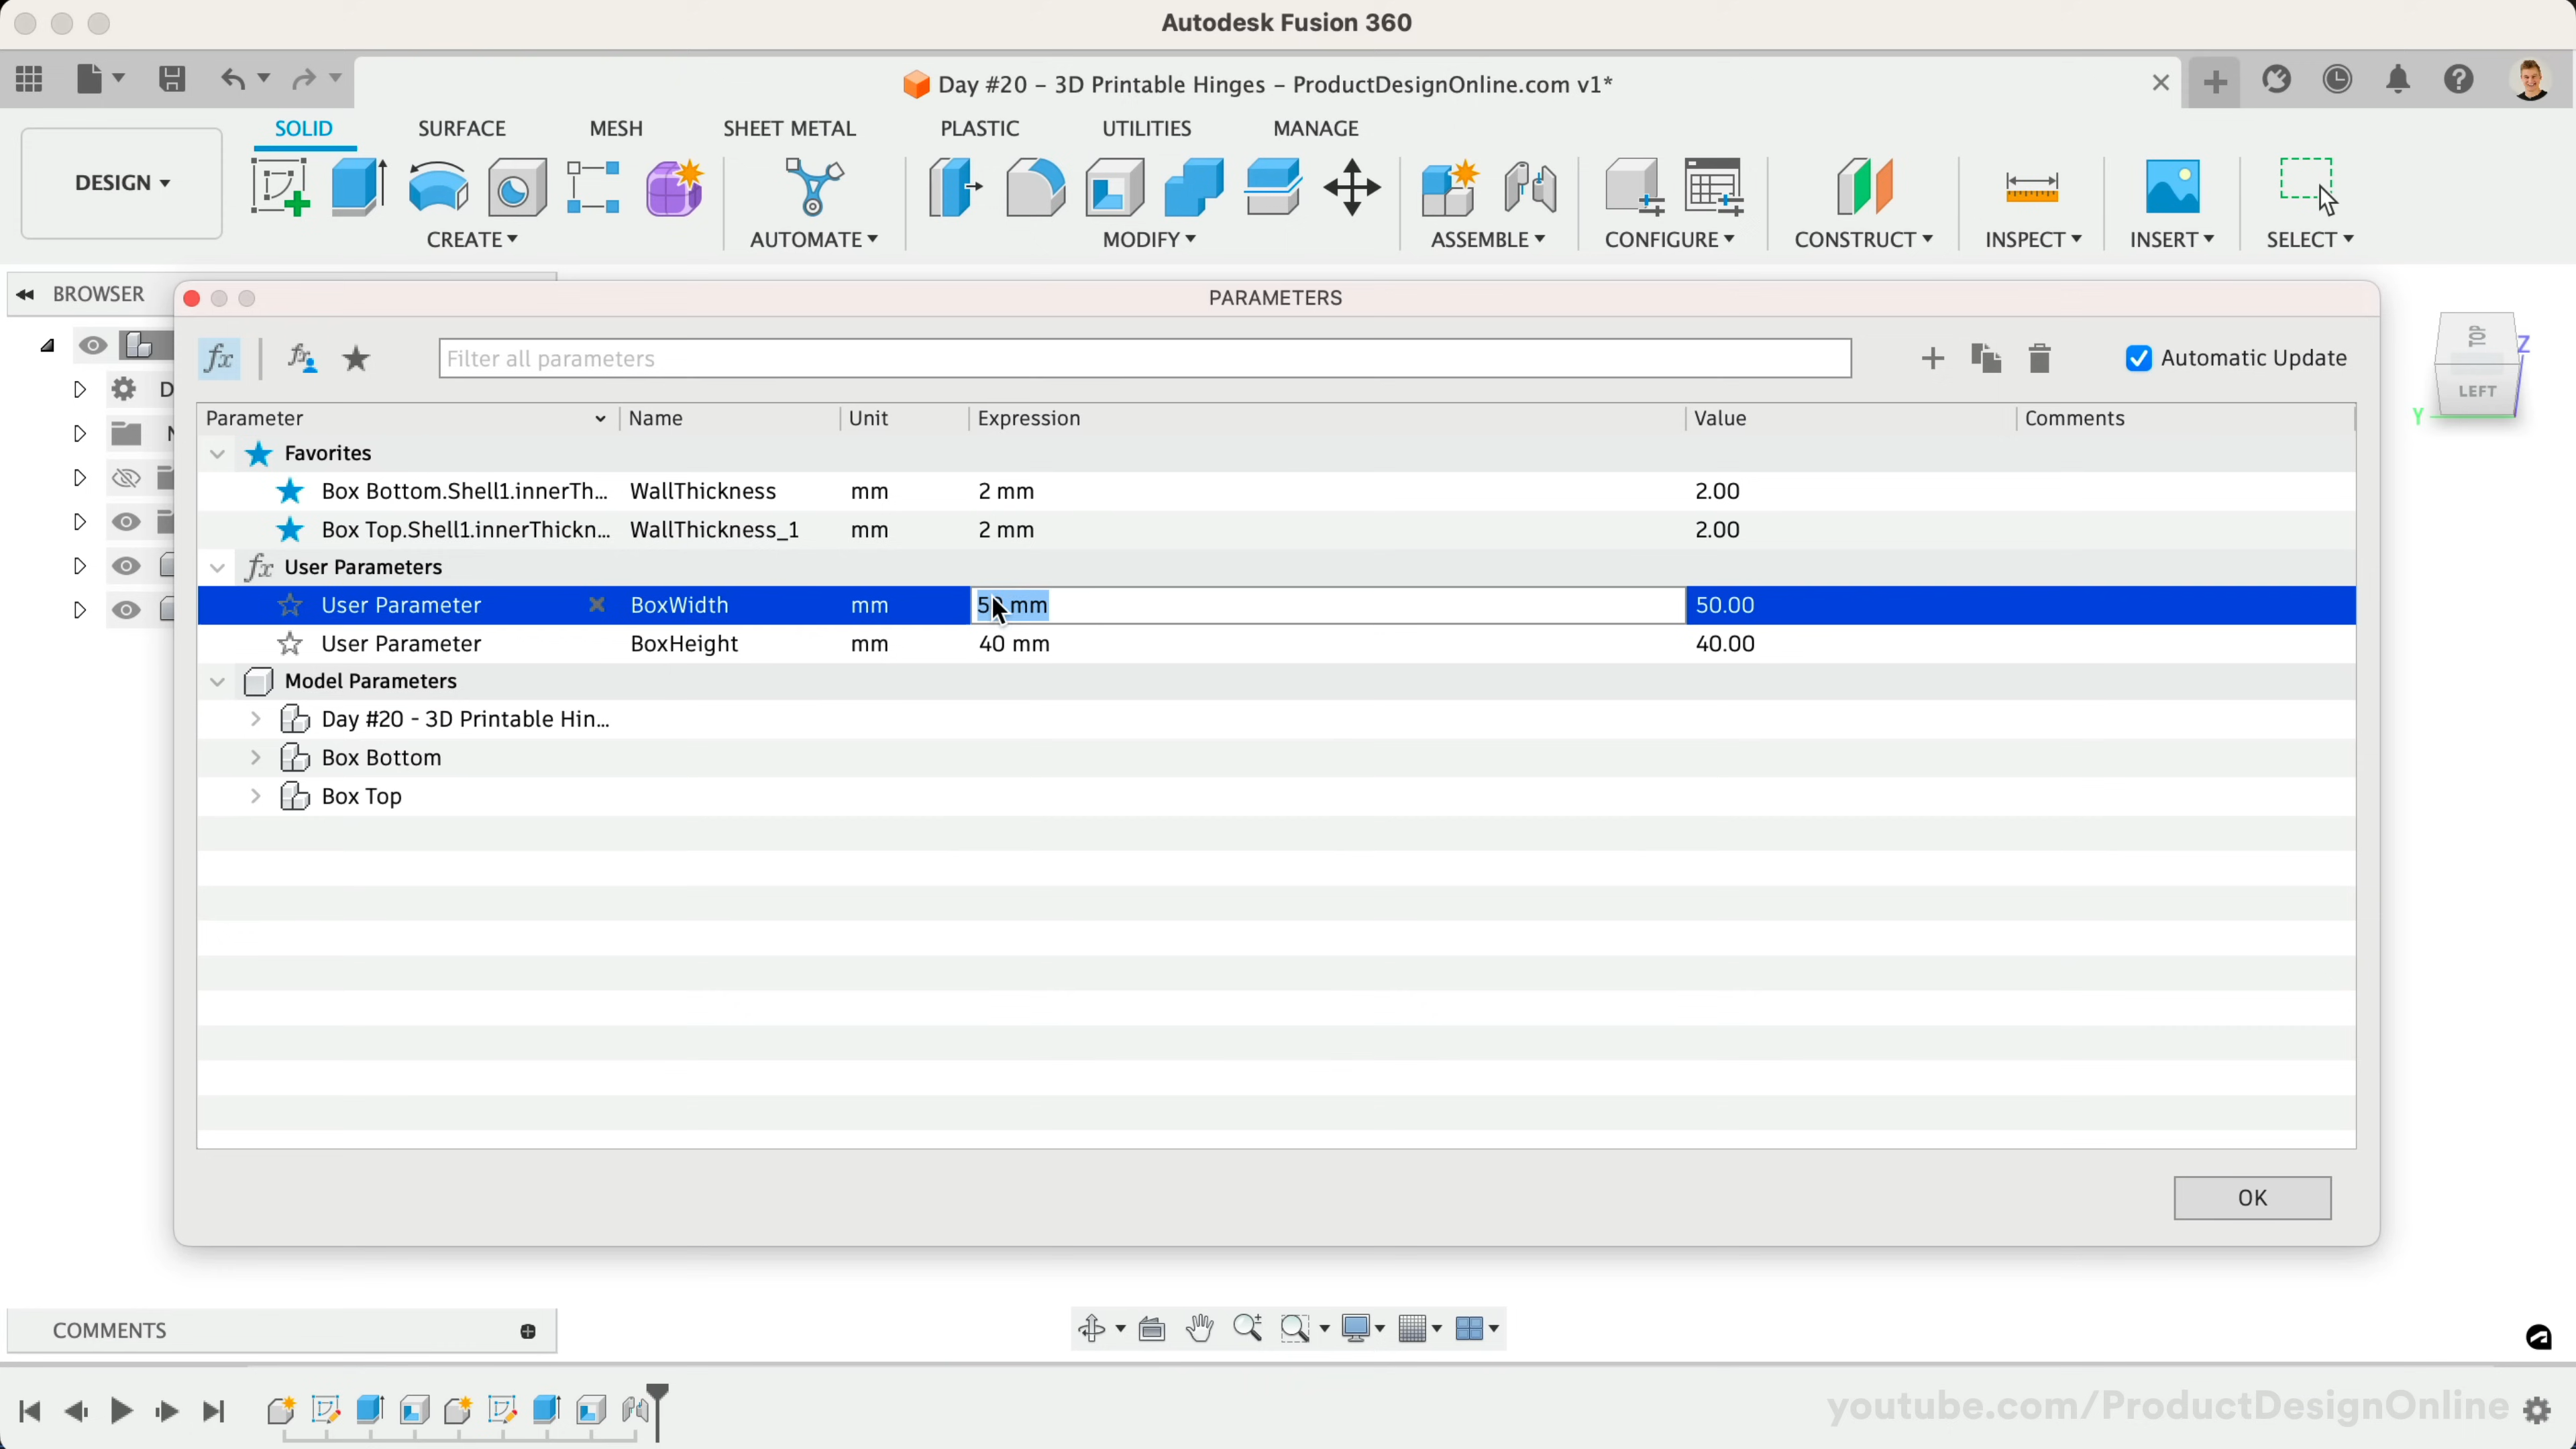 Autodesk Fusion 360
Day #20 – 3D Printable Hinges – ProductDesignOnline.com v1*
SOLID SURFACE MESH SHEET METAL PLASTIC UTILITIES MANAGE
DESIGN
CREATE AUTOMATE MODIFY ASSEMBLE CONFIGURE CONSTRUCT INSPECT INSERT SELECT
BROWSER
PARAMETERS
TOP
LEFT
Z
Y
fx Filter all parameters Automatic Update
Parameter Name Unit Expression Value Comments
Favorites
Box Bottom.Shell1.innerTh... WallThickness mm 2 mm 2.00
Box Top.Shell1.innerThickn... WallThickness_1 mm 2 mm 2.00
fx User Parameters
User Parameter BoxWidth mm 50 mm 50.00
User Parameter BoxHeight mm 40 mm 40.00
Model Parameters
Day #20 - 3D Printable Hin...
Box Bottom
Box Top
OK
COMMENTS
youtube.com/ProductDesignOnline